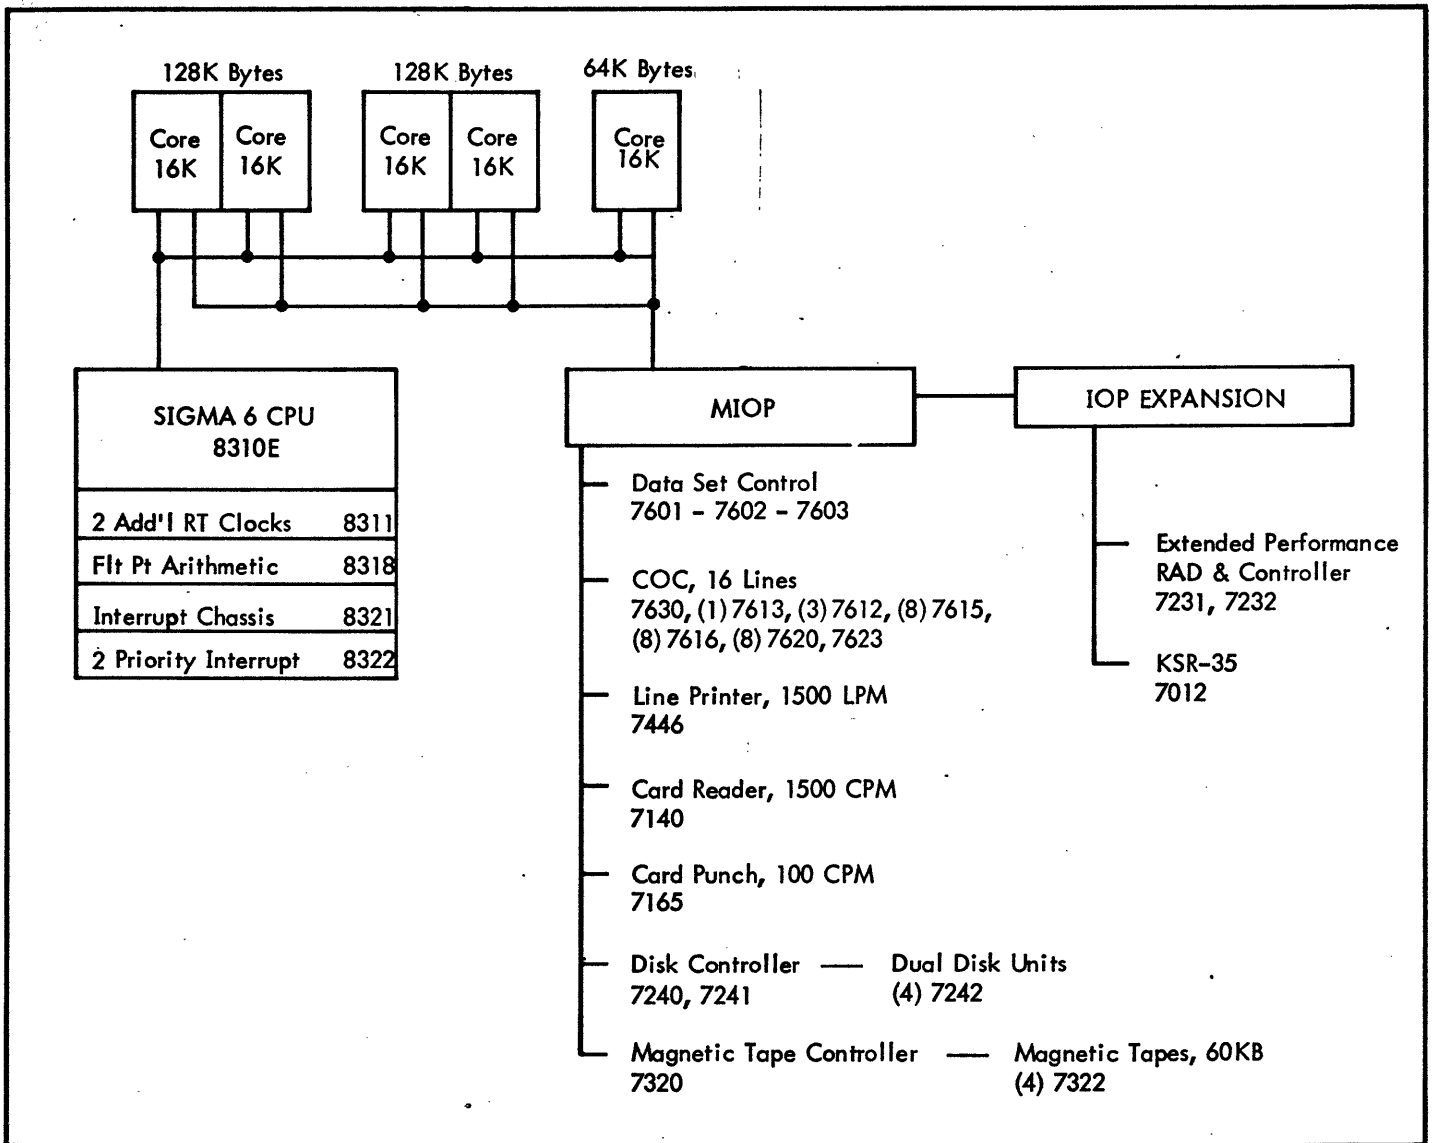 128K Bytes
128K Bytes
64K Bytes
Core
16K
Core
16K
Core
16K
Core
16K
Core
16K
SIGMA 6 CPU
8310E
2 Add'l RT Clocks 8311
Flt Pt Arithmetic 8318
Interrupt Chassis 8321
2 Priority Interrupt 8322
MIOP
IOP EXPANSION
Data Set Control
7601 – 7602 – 7603
COC, 16 Lines
7630, (1) 7613, (3) 7612, (8) 7615,
(8) 7616, (8) 7620, 7623
Line Printer, 1500 LPM
7446
Card Reader, 1500 CPM
7140
Card Punch, 100 CPM
7165
Disk Controller
7240, 7241
Dual Disk Units
(4) 7242
Magnetic Tape Controller
7320
Magnetic Tapes, 60KB
(4) 7322
Extended Performance
RAD & Controller
7231, 7232
KSR-35
7012